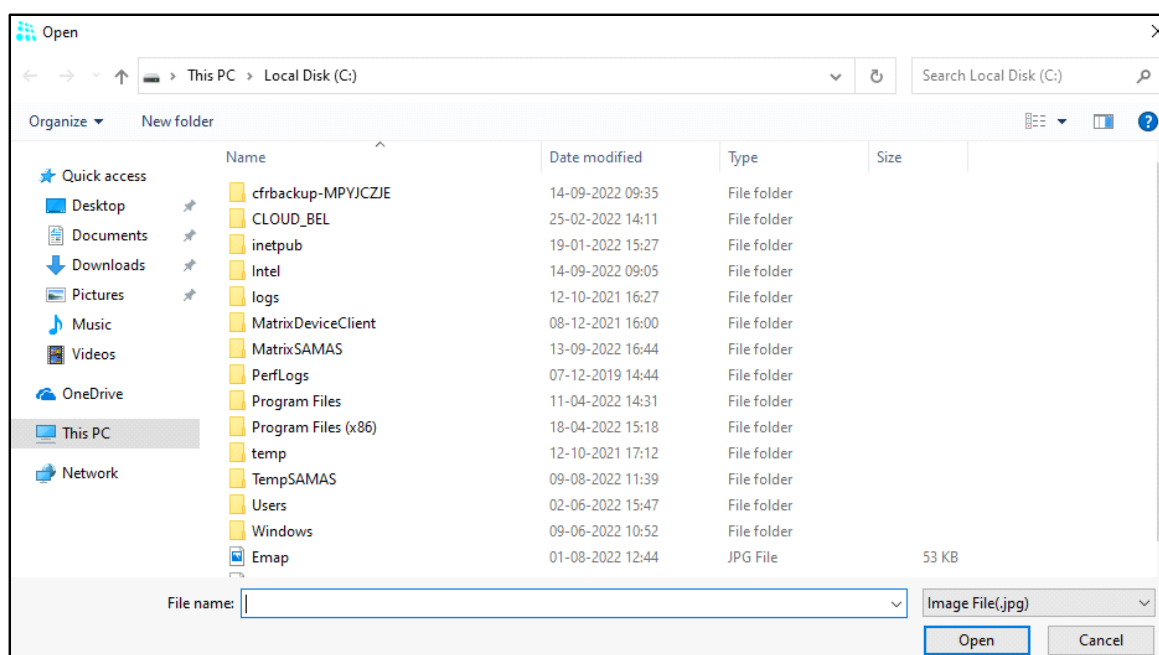 Open
This PC > Local Disk (C:)
Search Local Disk (C:)
Organize
New folder
Name Date modified Type Size
Quick access
Desktop
Documents
Downloads
Pictures
Music
Videos
OneDrive
This PC
Network
cfrbackup-MPYJCZJE 14-09-2022 09:35 File folder
CLOUD_BEL 25-02-2022 14:11 File folder
inetpub 19-01-2022 15:27 File folder
Intel 14-09-2022 09:05 File folder
logs 12-10-2021 16:27 File folder
MatrixDeviceClient 08-12-2021 16:00 File folder
MatrixSAMAS 13-09-2022 16:44 File folder
PerfLogs 07-12-2019 14:44 File folder
Program Files 11-04-2022 14:31 File folder
Program Files (x86) 18-04-2022 15:18 File folder
temp 12-10-2021 17:12 File folder
TempSAMAS 09-08-2022 11:39 File folder
Users 02-06-2022 15:47 File folder
Windows 09-06-2022 10:52 File folder
Emap 01-08-2022 12:44 JPG File 53 KB
File name:
Image File(.jpg)
Open
Cancel